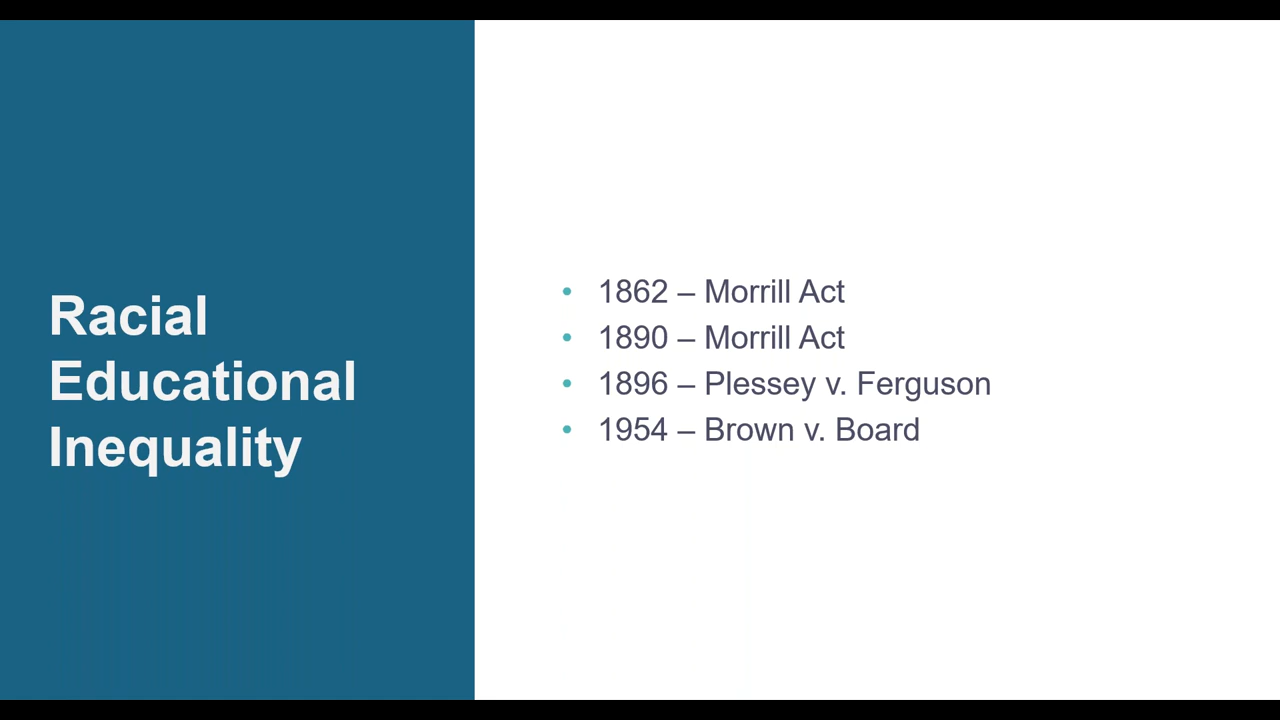 Racial
Educational
Inequality
• 1862 – Morrill Act
• 1890 – Morrill Act
• 1896 – Plessey v. Ferguson
• 1954 – Brown v. Board